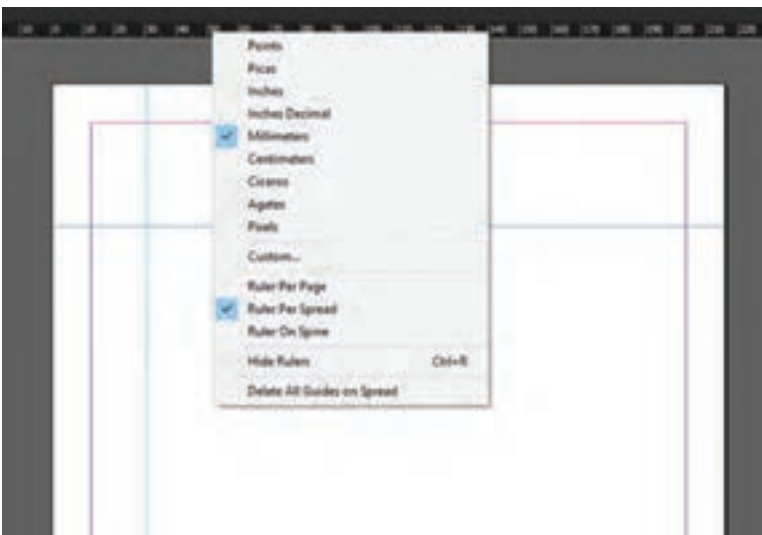 Points
Picas
Inches
Inches Decimal
Millimeters
Centimeters
Ciceros
Agates
Pixels
Custom...
Ruler Per Page
Ruler Per Spread
Ruler On Spine
Hide Rulers Ctrl+R
Delete All Guides on Spread